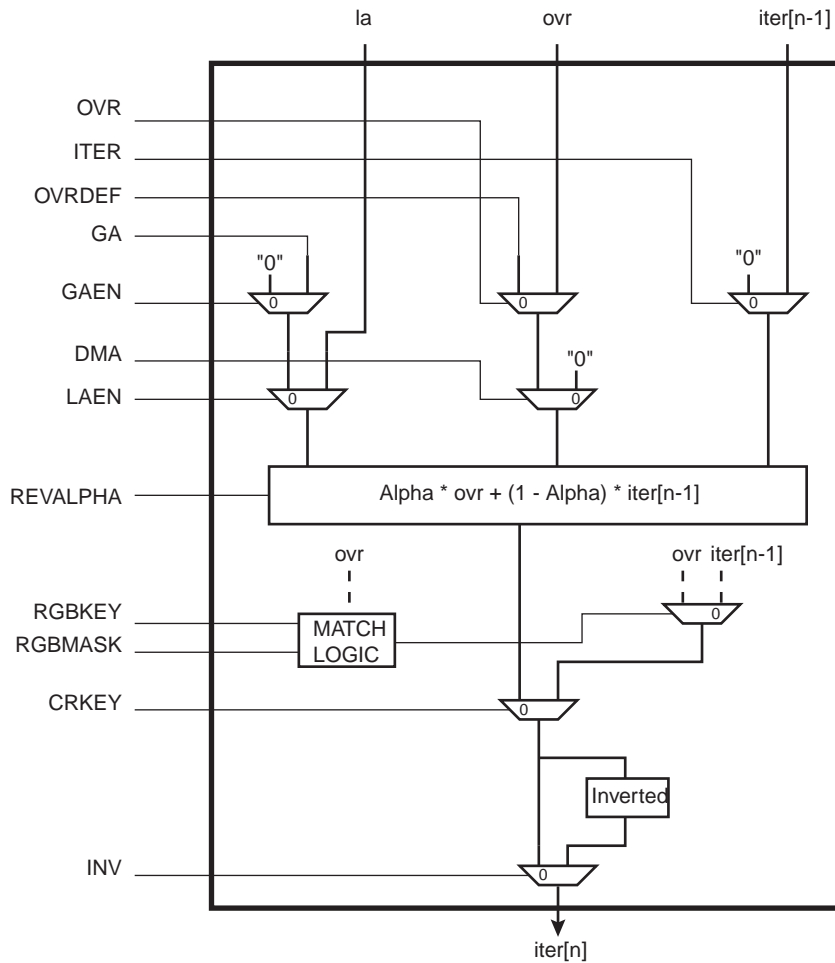 la ovr iter[n-1]
OVR
ITER
OVRDEF
GA
"0" "0"
GAEN 0 0 0
DMA
"0"
LAEN 0 0
REVALPHA Alpha * ovr + (1 - Alpha) * iter[n-1]
ovr ovr iter[n-1]
RGBKEY 0
MATCH
RGBMASK LOGIC
CRKEY 0
Inverted
INV 0
iter[n]